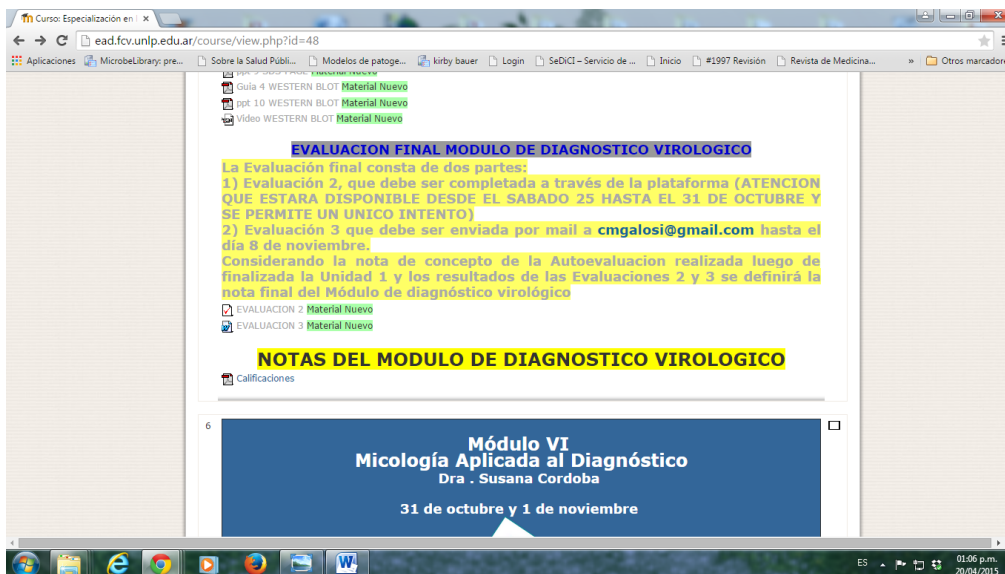 Curso: Especialización en
ead.fcv.unlp.edu.ar/course/view.php?id=48
Aplicaciones MicrobeLibrary: pre... Sobre la Salud Públi... Modelos de patoge... kirby bauer Login SeDiCI – Servicio de ... Inicio #1997 Revisión Revista de Medicina... » Otros marcadore
ppt 9 SDS PAGE Material Nuevo
Guia 4 WESTERN BLOT Material Nuevo
ppt 10 WESTERN BLOT Material Nuevo
Video WESTERN BLOT Material Nuevo
EVALUACION FINAL MODULO DE DIAGNOSTICO VIROLOGICO
La Evaluación final consta de dos partes:
1) Evaluación 2, que debe ser completada a través de la plataforma (ATENCION
QUE ESTARA DISPONIBLE DESDE EL SABADO 25 HASTA EL 31 DE OCTUBRE Y
SE PERMITE UN UNICO INTENTO)
2) Evaluación 3 que debe ser enviada por mail a cmgalosi@gmail.com hasta el
día 8 de noviembre.
Considerando la nota de concepto de la Autoevaluacion realizada luego de
finalizada la Unidad 1 y los resultados de las Evaluaciones 2 y 3 se definirá la
nota final del Módulo de diagnóstico virológico
EVALUACION 2 Material Nuevo
EVALUACION 3 Material Nuevo
NOTAS DEL MODULO DE DIAGNOSTICO VIROLOGICO
Calificaciones
6
Módulo VI
Micología Aplicada al Diagnóstico
Dra . Susana Cordoba
31 de octubre y 1 de noviembre
ES
01:06 p.m.
20/04/2015